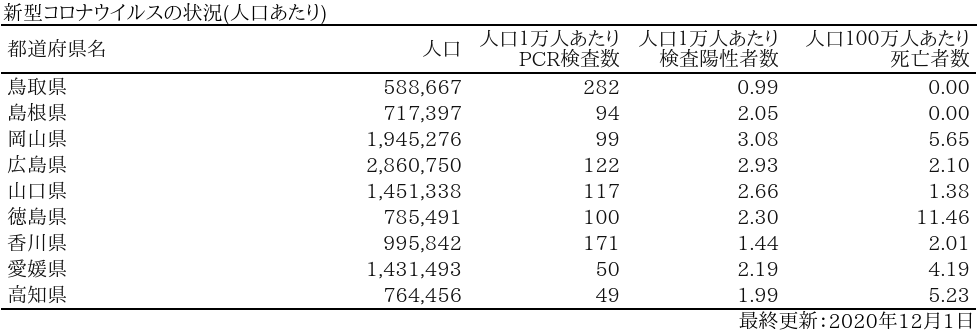 新型コロナウイルスの状況(人口あたり)
都道府県名 人口 人口1万人あたりPCR検査数 人口1万人あたり検査陽性者数 人口100万人あたり死亡者数
鳥取県 588,667 282 0.99 0.00
島根県 717,397 94 2.05 0.00
岡山県 1,945,276 99 3.08 5.65
広島県 2,860,750 122 2.93 2.10
山口県 1,451,338 117 2.66 1.38
徳島県 785,491 100 2.30 11.46
香川県 995,842 171 1.44 2.01
愛媛県 1,431,493 50 2.19 4.19
高知県 764,456 49 1.99 5.23
最終更新:2020年12月1日